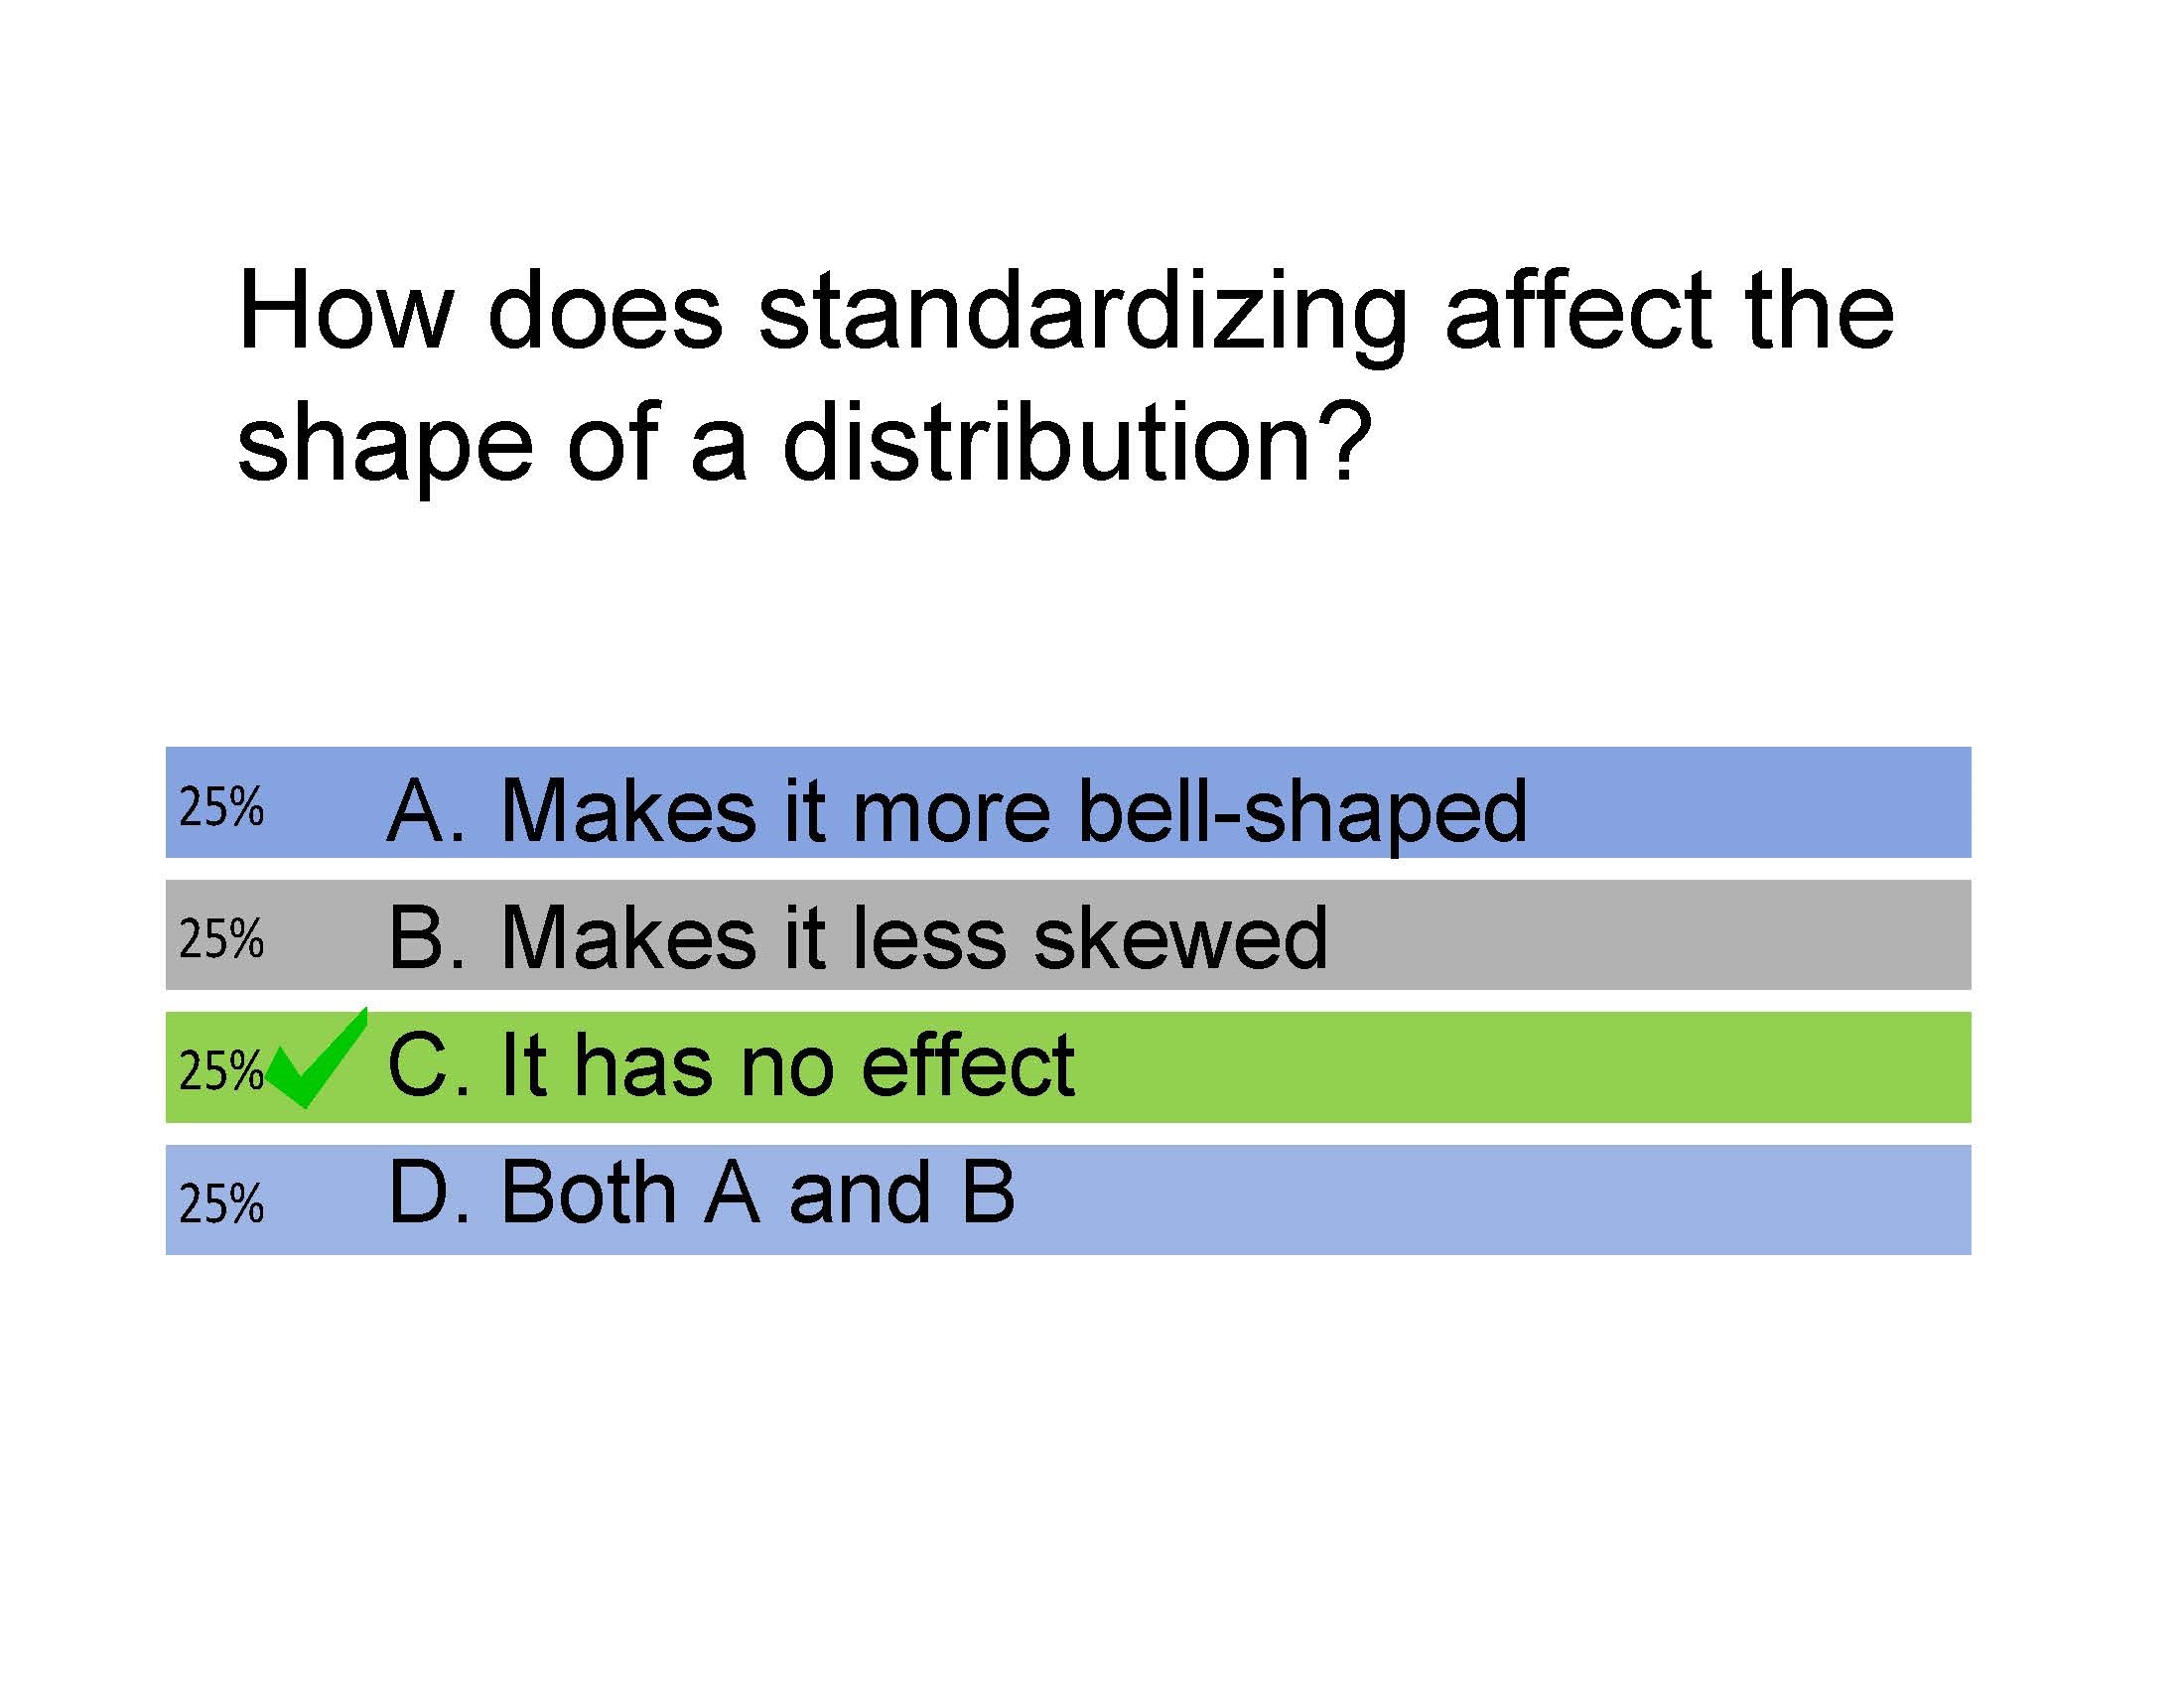 How does standardizing affect the
shape of a distribution?
25% A. Makes it more bell-shaped
25% B. Makes it less skewed
25% C. It has no effect
25% D. Both A and B